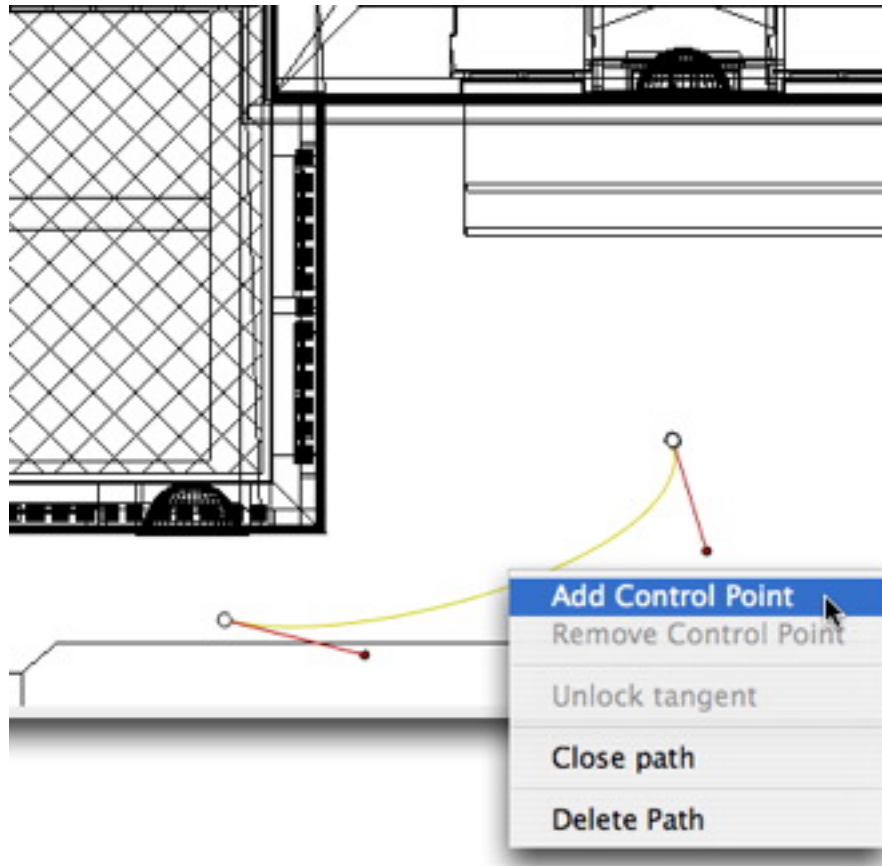 Add Control Point
Remove Control Point
Unlock tangent
Close path
Delete Path